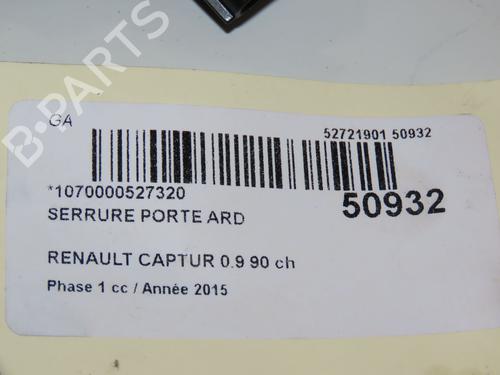 B-PARTS
GA
52721901 50932
*1070000527320
50932
SERRURE PORTE ARD
RENAULT CAPTUR 0.9 90 ch
Phase 1 cc / Année 2015